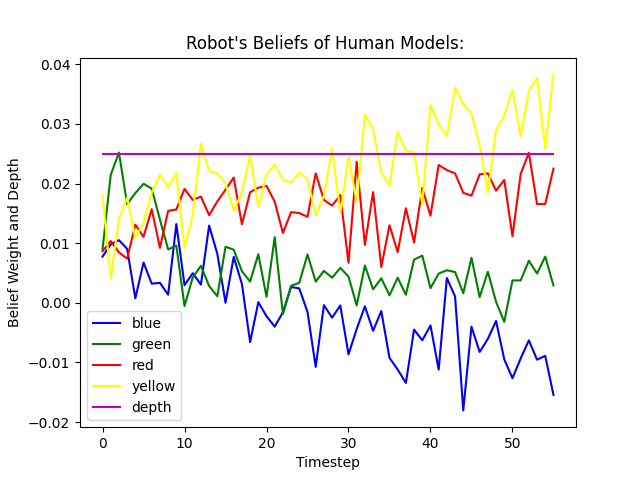 Robot's Beliefs of Human Models:
Belief Weight and Depth
0.04
0.03
0.02
0.01
0.00
−0.01
−0.02
blue
green
red
yellow
depth
0 10 20 30 40 50
Timestep